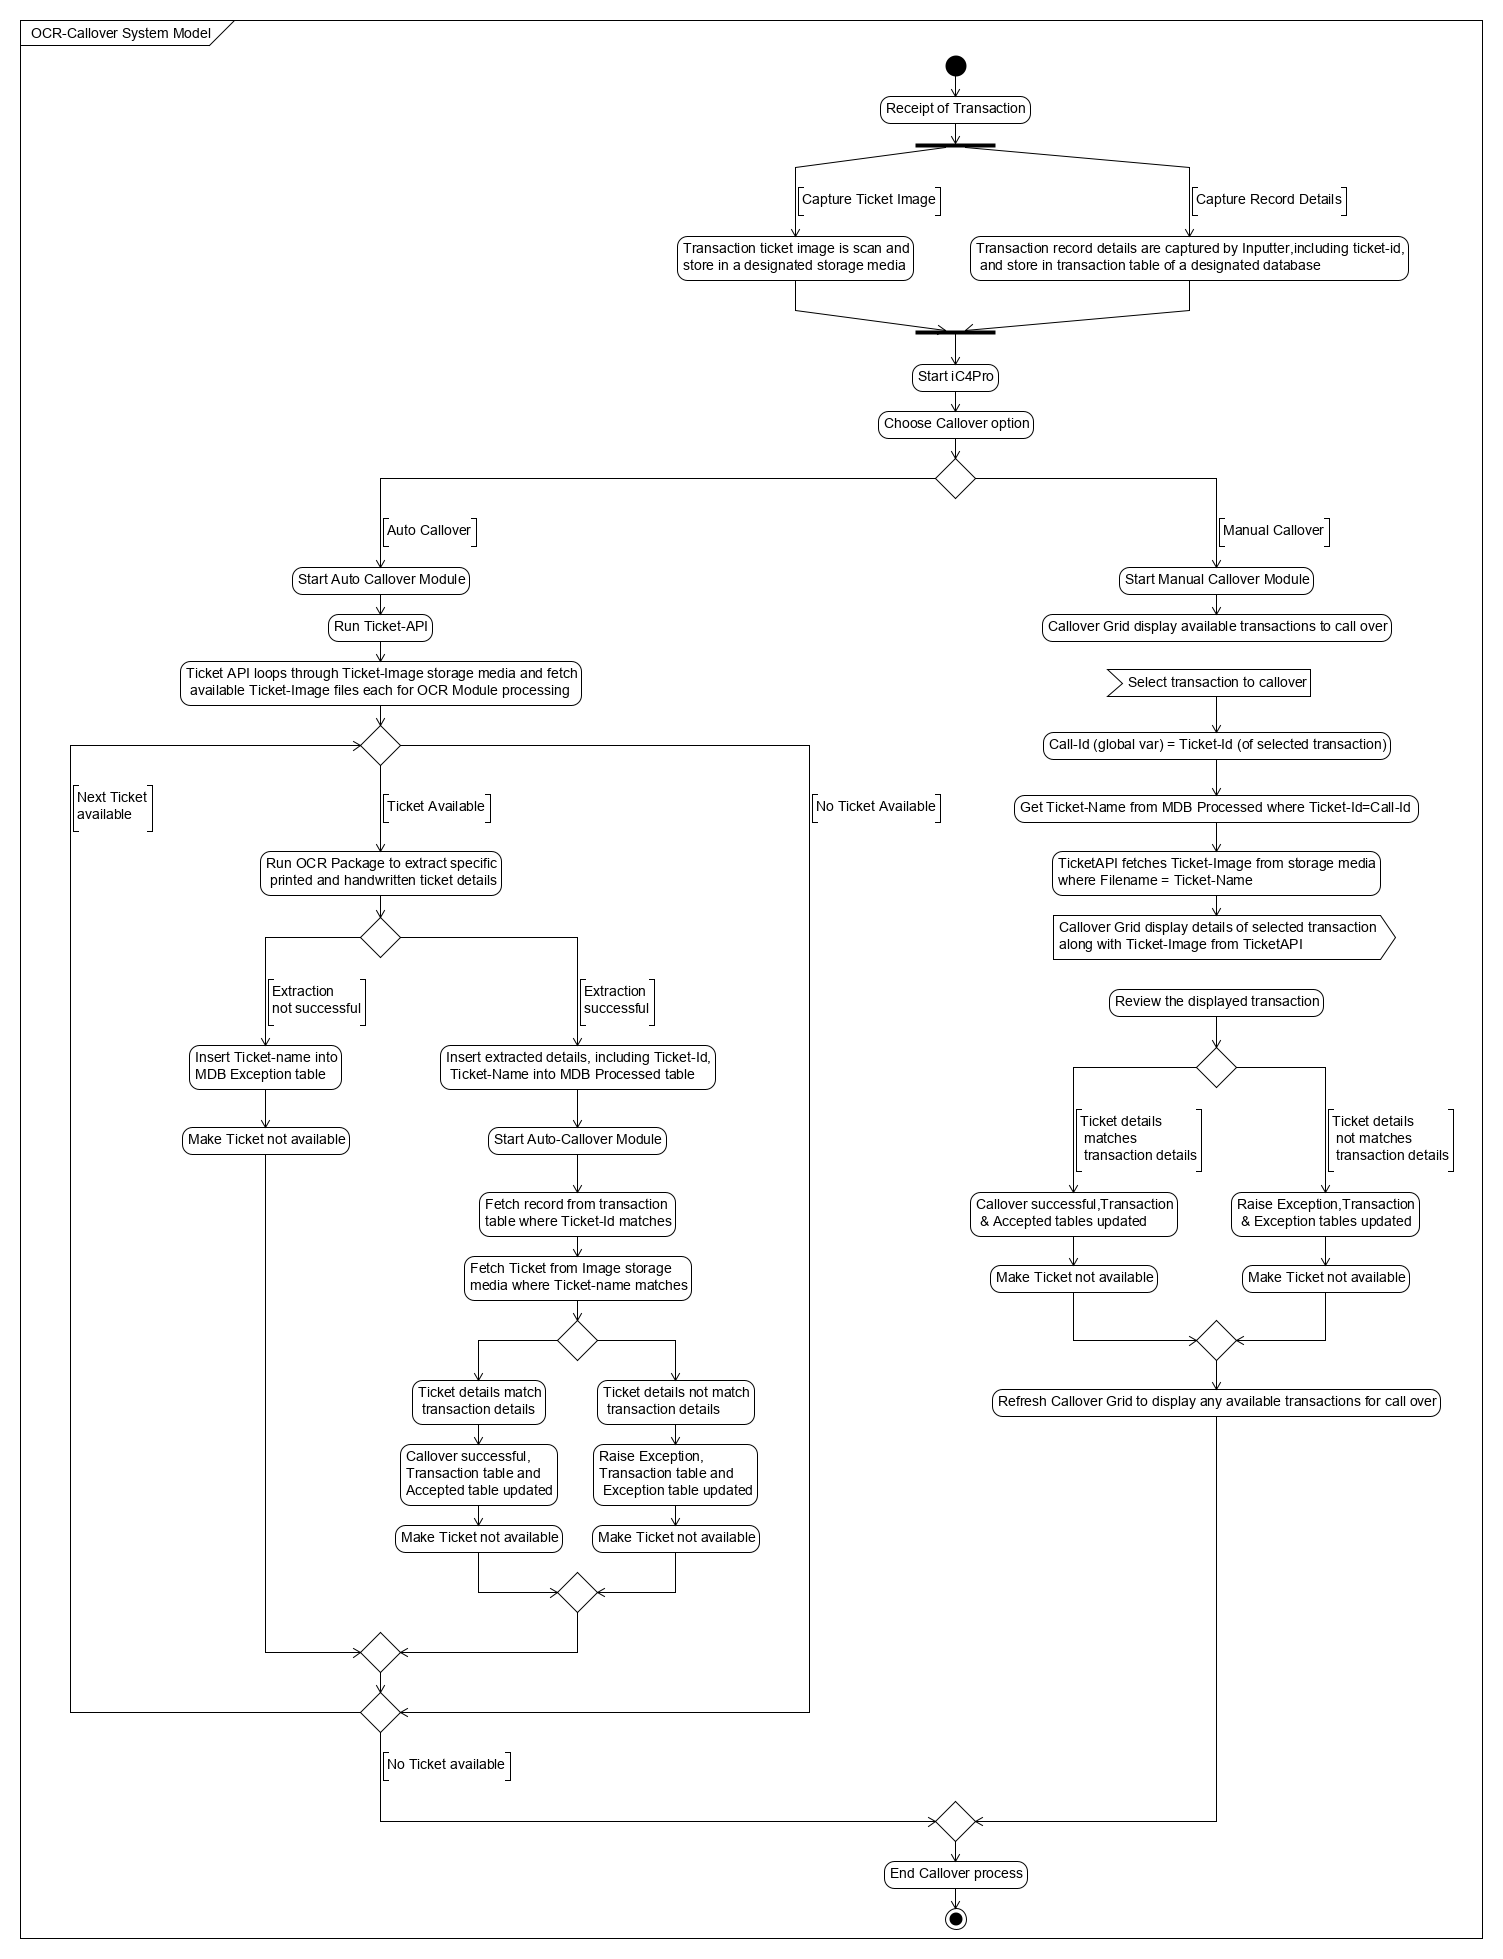 OCR-Callover System Model
Receipt of Transaction
Capture Ticket Image
Capture Record Details
Transaction ticket image is scan and
store in a designated storage media
Transaction record details are captured by Inputter,including ticket-id,
and store in transaction table of a designated database
Start iC4Pro
Choose Callover option
Auto Callover
Manual Callover
Start Auto Callover Module
Run Ticket-API
Ticket API loops through Ticket-Image storage media and fetch
available Ticket-Image files each for OCR Module processing
Next Ticket
available
Ticket Available
No Ticket Available
Run OCR Package to extract specific
printed and handwritten ticket details
Extraction
not successful
Extraction
successful
Insert Ticket-name into
MDB Exception table
Make Ticket not available
Insert extracted details, including Ticket-Id,
Ticket-Name into MDB Processed table
Start Auto-Callover Module
Fetch record from transaction
table where Ticket-Id matches
Fetch Ticket from Image storage
media where Ticket-name matches
Ticket details match
transaction details
Ticket details not match
transaction details
Callover successful,
Transaction table and
Accepted table updated
Raise Exception,
Transaction table and
Exception table updated
Make Ticket not available
Make Ticket not available
No Ticket available
Start Manual Callover Module
Callover Grid display available transactions to call over
Select transaction to callover
Call-Id (global var) = Ticket-Id (of selected transaction)
Get Ticket-Name from MDB Processed where Ticket-Id=Call-Id
TicketAPI fetches Ticket-Image from storage media
where Filename = Ticket-Name
Callover Grid display details of selected transaction
along with Ticket-Image from TicketAPI
Review the displayed transaction
Ticket details
matches
transaction details
Ticket details
not matches
transaction details
Callover successful,Transaction
& Accepted tables updated
Raise Exception,Transaction
& Exception tables updated
Make Ticket not available
Make Ticket not available
Refresh Callover Grid to display any available transactions for call over
End Callover process